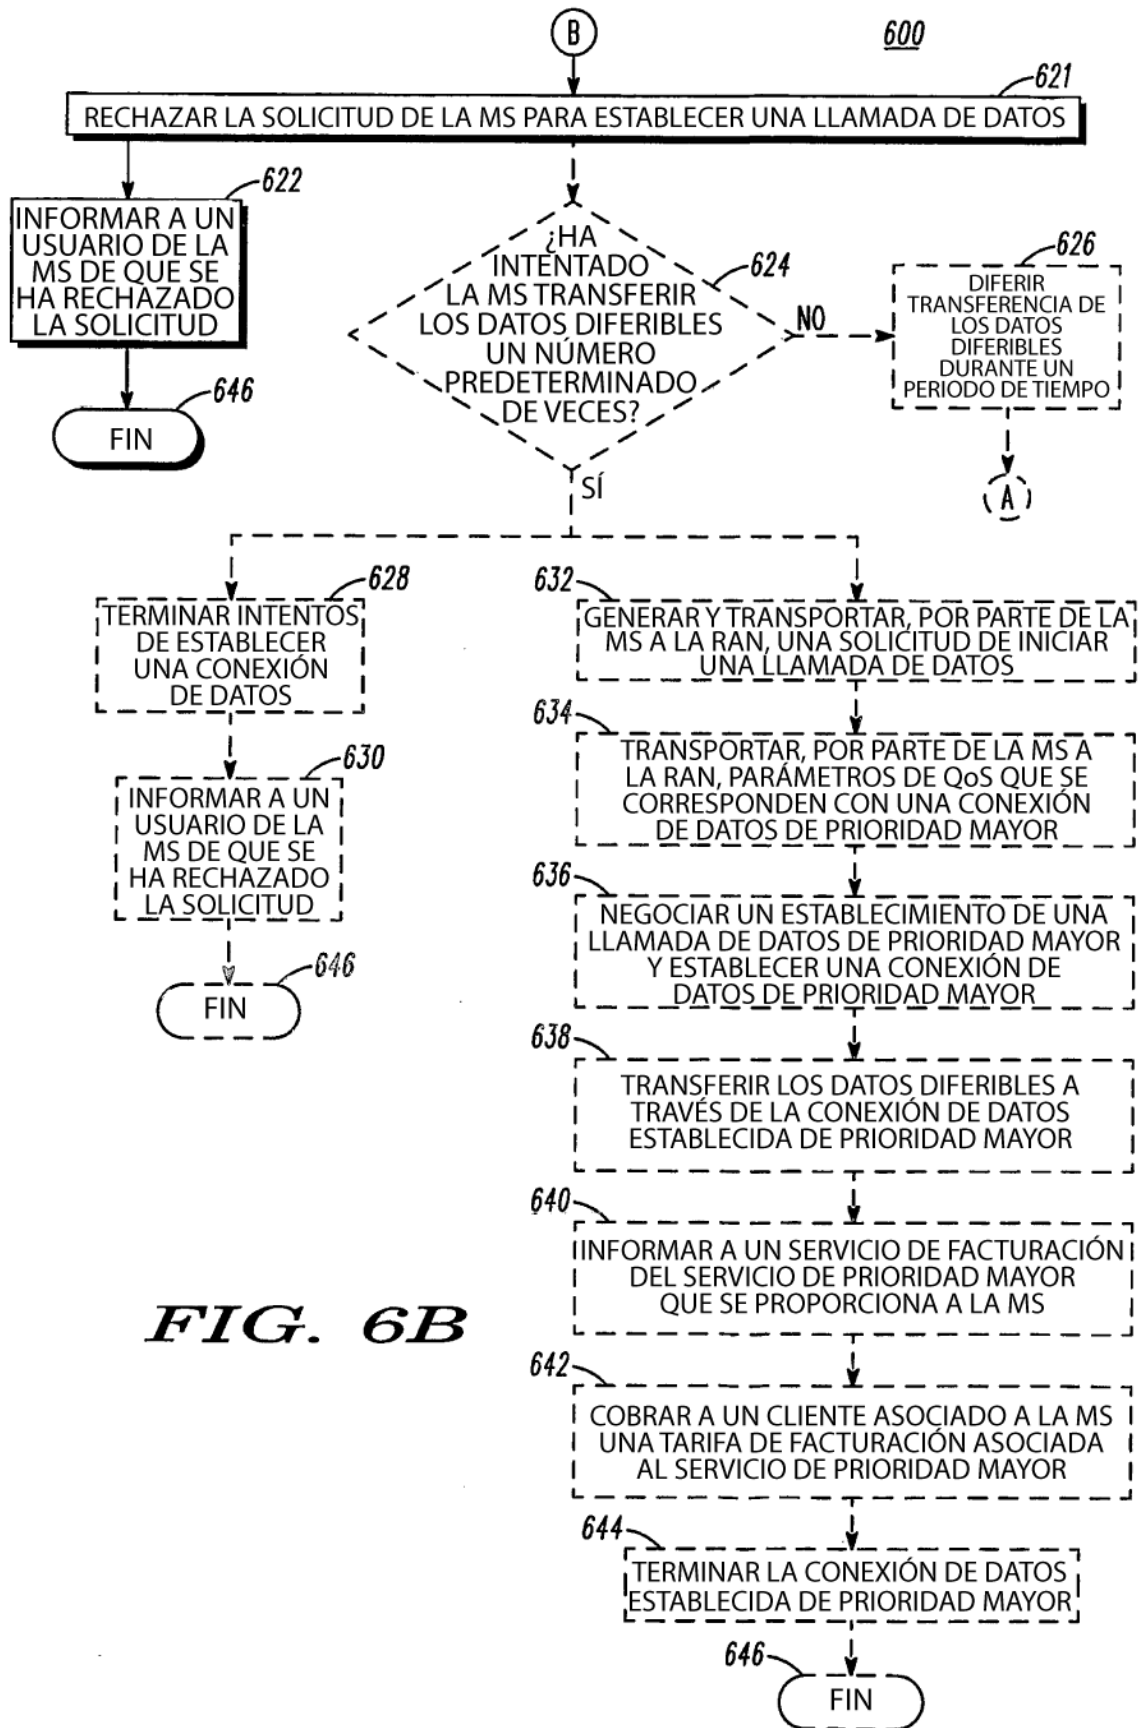 B
600
621
RECHAZAR LA SOLICITUD DE LA MS PARA ESTABLECER UNA LLAMADA DE DATOS
622
INFORMAR A UN
USUARIO DE LA
MS DE QUE SE
HA RECHAZADO
LA SOLICITUD
646
FIN
¿HA
INTENTADO
LA MS TRANSFERIR
LOS DATOS DIFERIBLES
UN NÚMERO
PREDETERMINADO
DE VECES?
624
NO
SÍ
626
DIFERIR
TRANSFERENCIA DE
LOS DATOS
DIFERIBLES
DURANTE UN
PERIODO DE TIEMPO
A
628
TERMINAR INTENTOS
DE ESTABLECER
UNA CONEXIÓN
DE DATOS
630
INFORMAR A UN
USUARIO DE LA
MS DE QUE SE
HA RECHAZADO
LA SOLICITUD
646
FIN
632
GENERAR Y TRANSPORTAR, POR PARTE DE LA
MS A LA RAN, UNA SOLICITUD DE INICIAR
UNA LLAMADA DE DATOS
634
TRANSPORTAR, POR PARTE DE LA MS A
LA RAN, PARÁMETROS DE QoS QUE SE
CORRESPONDEN CON UNA CONEXIÓN
DE DATOS DE PRIORIDAD MAYOR
636
NEGOCIAR UN ESTABLECIMIENTO DE UNA
LLAMADA DE DATOS DE PRIORIDAD MAYOR
Y ESTABLECER UNA CONEXIÓN DE
DATOS DE PRIORIDAD MAYOR
638
TRANSFERIR LOS DATOS DIFERIBLES A
TRAVÉS DE LA CONEXIÓN DE DATOS
ESTABLECIDA DE PRIORIDAD MAYOR
640
INFORMAR A UN SERVICIO DE FACTURACIÓN
DEL SERVICIO DE PRIORIDAD MAYOR
QUE SE PROPORCIONA A LA MS
642
COBRAR A UN CLIENTE ASOCIADO A LA MS
UNA TARIFA DE FACTURACIÓN ASOCIADA
AL SERVICIO DE PRIORIDAD MAYOR
644
TERMINAR LA CONEXIÓN DE DATOS
ESTABLECIDA DE PRIORIDAD MAYOR
646
FIN
FIG. 6B